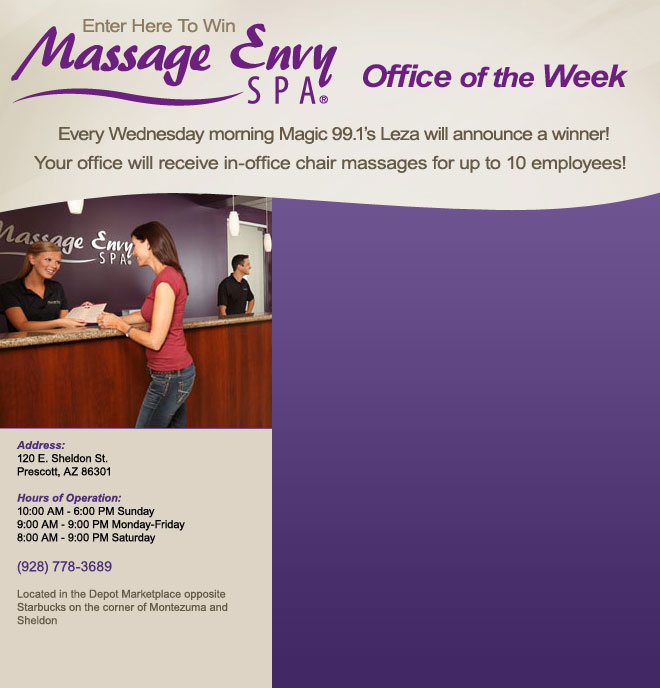 Enter Here To Win
Massage Envy
SPA®
Office of the Week
Every Wednesday morning Magic 99.1's Leza will announce a winner!
Your office will receive in-office chair massages for up to 10 employees!
Massage Envy
SPA
Address:
120 E. Sheldon St.
Prescott, AZ 86301
Hours of Operation:
10:00 AM - 6:00 PM Sunday
9:00 AM - 9:00 PM Monday-Friday
8:00 AM - 9:00 PM Saturday
(928) 778-3689
Located in the Depot Marketplace opposite
Starbucks on the corner of Montezuma and
Sheldon